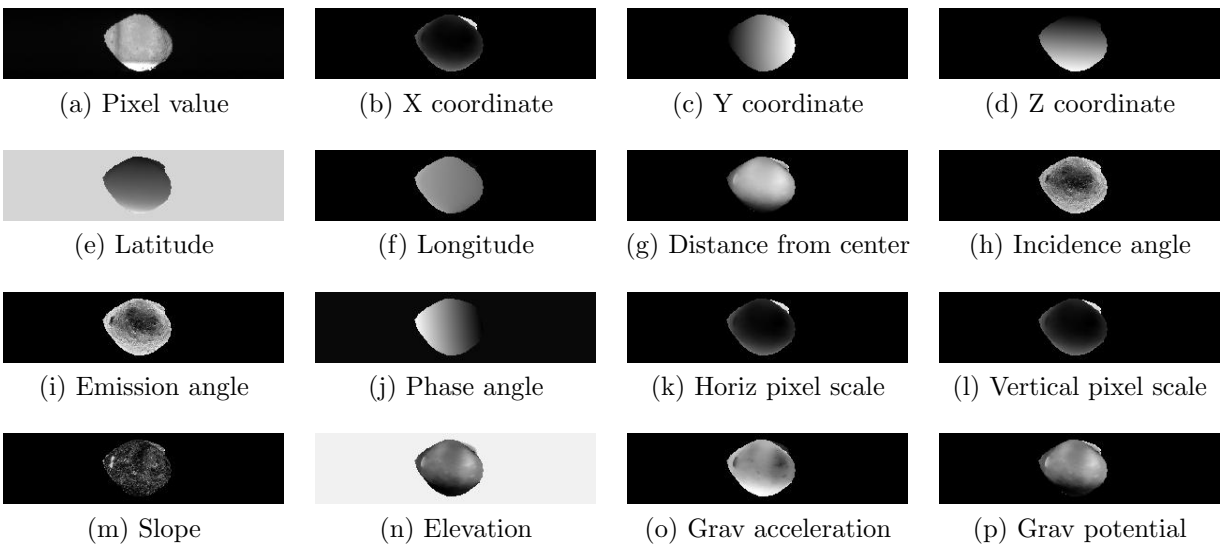 (a) Pixel value
(b) X coordinate
(c) Y coordinate
(d) Z coordinate
(e) Latitude
(f) Longitude
(g) Distance from center
(h) Incidence angle
(i) Emission angle
(j) Phase angle
(k) Horiz pixel scale
(l) Vertical pixel scale
(m) Slope
(n) Elevation
(o) Grav acceleration
(p) Grav potential